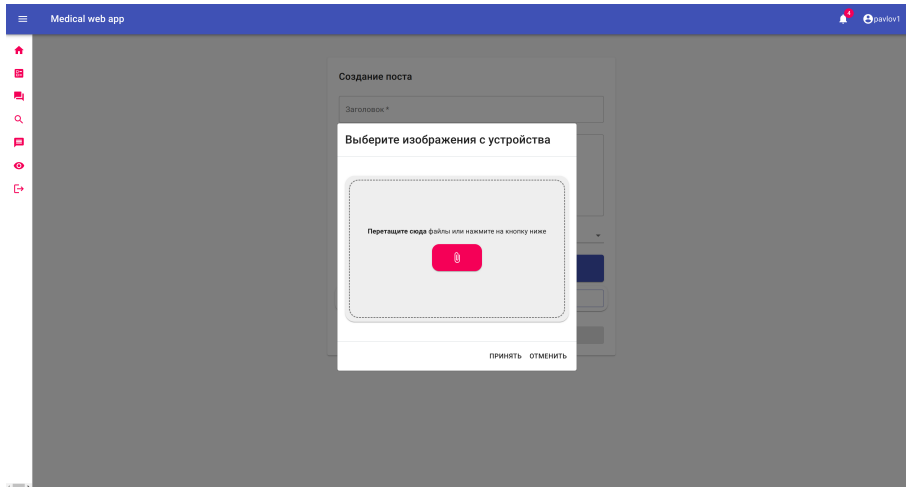 Medical web app
4
pavlov1
Создание поста
Заголовок *
Выберите изображения с устройства
Перетащите сюда файлы или нажмите на кнопку ниже
ПРИНЯТЬ ОТМЕНИТЬ